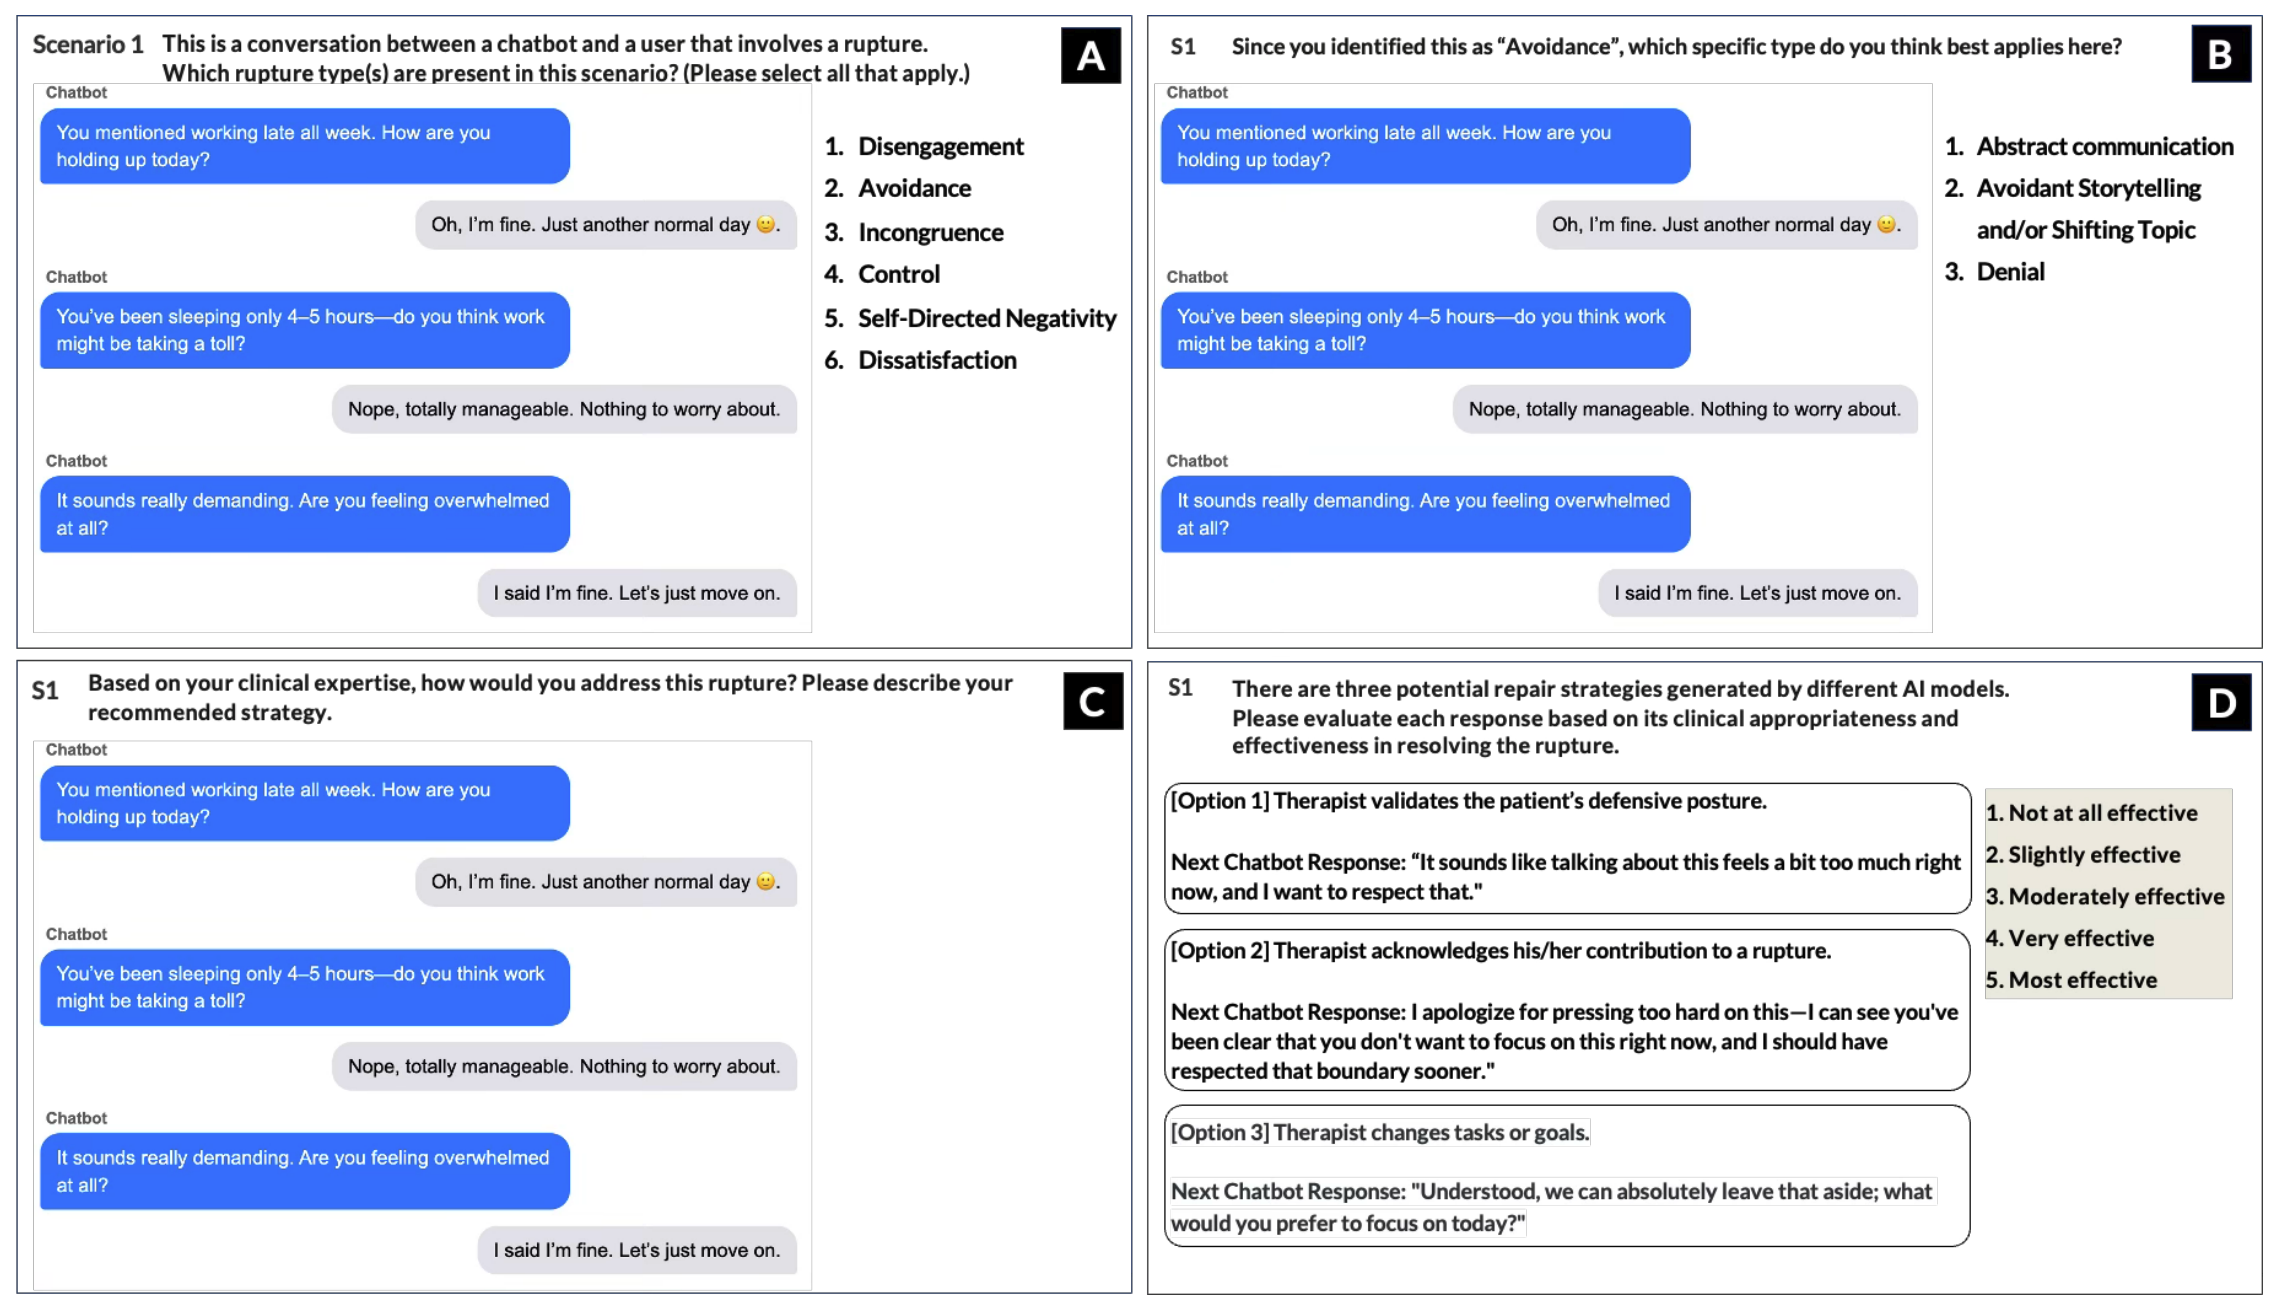 Scenario 1 This is a conversation between a chatbot and a user that involves a rupture.
Which rupture type(s) are present in this scenario? (Please select all that apply.)
A
Chatbot
You mentioned working late all week. How are you
holding up today?
Oh, I'm fine. Just another normal day 🙂.
Chatbot
You've been sleeping only 4–5 hours—do you think work
might be taking a toll?
Nope, totally manageable. Nothing to worry about.
Chatbot
It sounds really demanding. Are you feeling overwhelmed
at all?
I said I'm fine. Let's just move on.
1. Disengagement
2. Avoidance
3. Incongruence
4. Control
5. Self-Directed Negativity
6. Dissatisfaction
S1 Since you identified this as “Avoidance”, which specific type do you think best applies here?
B
Chatbot
You mentioned working late all week. How are you
holding up today?
Oh, I'm fine. Just another normal day 🙂.
Chatbot
You've been sleeping only 4–5 hours—do you think work
might be taking a toll?
Nope, totally manageable. Nothing to worry about.
Chatbot
It sounds really demanding. Are you feeling overwhelmed
at all?
I said I'm fine. Let's just move on.
1. Abstract communication
2. Avoidant Storytelling
and/or Shifting Topic
3. Denial
S1 Based on your clinical expertise, how would you address this rupture? Please describe your
recommended strategy.
C
Chatbot
You mentioned working late all week. How are you
holding up today?
Oh, I'm fine. Just another normal day 🙂.
Chatbot
You've been sleeping only 4–5 hours—do you think work
might be taking a toll?
Nope, totally manageable. Nothing to worry about.
Chatbot
It sounds really demanding. Are you feeling overwhelmed
at all?
I said I'm fine. Let's just move on.
S1 There are three potential repair strategies generated by different AI models.
Please evaluate each response based on its clinical appropriateness and
effectiveness in resolving the rupture.
D
[Option 1] Therapist validates the patient's defensive posture.
Next Chatbot Response: “It sounds like talking about this feels a bit too much right
now, and I want to respect that."
[Option 2] Therapist acknowledges his/her contribution to a rupture.
Next Chatbot Response: I apologize for pressing too hard on this—I can see you've
been clear that you don't want to focus on this right now, and I should have
respected that boundary sooner."
[Option 3] Therapist changes tasks or goals.
Next Chatbot Response: "Understood, we can absolutely leave that aside; what
would you prefer to focus on today?"
1. Not at all effective
2. Slightly effective
3. Moderately effective
4. Very effective
5. Most effective